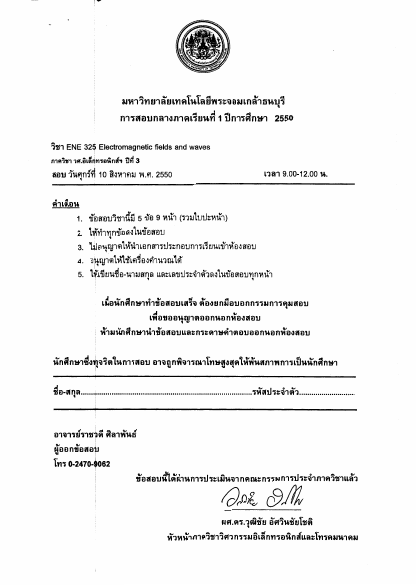 มหาวิทยาลัยเทคโนโลยีพระจอมเกล้าธนบุรี
การสอบกลางภาคเรียนที่ 1 ปีการศึกษา 2550
วิชา ENE 325 Electromagnetic fields and waves
ภาควิชา วศ.อิเล็กทรอนิกส์ฯ ปีที่ 3
สอบ วันศุกร์ที่ 10 สิงหาคม พ.ศ. 2550 เวลา 9.00-12.00 น.
คำเตือน
1. ข้อสอบวิชานี้มี 5 ข้อ 9 หน้า (รวมใบปะหน้า)
2. ให้ทำทุกข้อลงในข้อสอบ
3. ไม่อนุญาตให้นำเอกสารประกอบการเรียนเข้าห้องสอบ
4. อนุญาตให้ใช้เครื่องคำนวณได้
5. ให้เขียนชื่อ-นามสกุล และเลขประจำตัวลงในข้อสอบทุกหน้า
เมื่อนักศึกษาทำข้อสอบเสร็จ ต้องยกมือบอกกรรมการคุมสอบ
เพื่อขออนุญาตออกนอกห้องสอบ
ห้ามนักศึกษานำข้อสอบและกระดาษคำตอบออกนอกห้องสอบ
นักศึกษาซึ่งทุจริตในการสอบ อาจถูกพิจารณาโทษสูงสุดให้พ้นสภาพการเป็นนักศึกษา
ชื่อ-สกุล............................................................รหัสประจำตัว........................
อาจารย์ราชวดี ศิลาพันธ์
ผู้ออกข้อสอบ
โทร 0-2470-9062
ข้อสอบนี้ได้ผ่านการประเมินจากคณะกรรมการประจำภาควิชาแล้ว
ผศ.ดร.วุฒิชัย อัศวินชัยโชติ
หัวหน้าภาควิชาวิศวกรรมอิเล็กทรอนิกส์และโทรคมนาคม